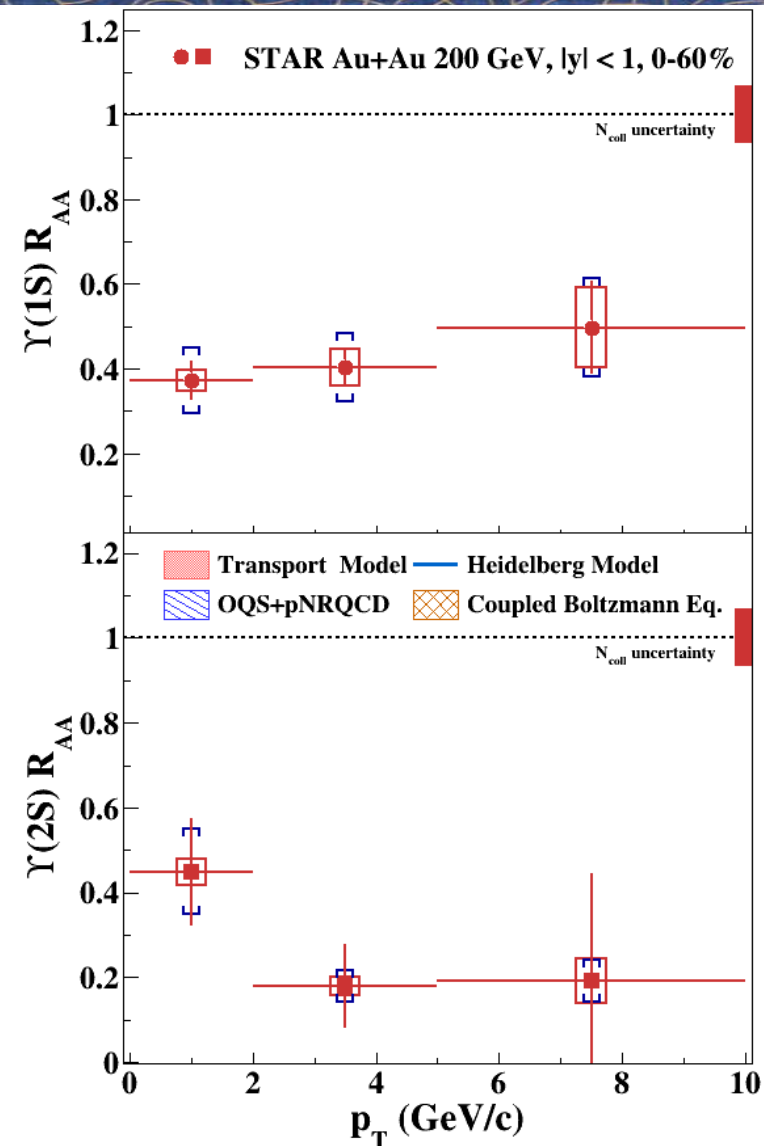 STAR Au+Au 200 GeV, |y| < 1, 0-60%
1.2
1
0.8
0.6
0.4
0.2
N_coll uncertainty
ϒ(1S) R_AA
Transport Model
Heidelberg Model
OQS+pNRQCD
Coupled Boltzmann Eq.
1.2
1
0.8
0.6
0.4
0.2
0
N_coll uncertainty
ϒ(2S) R_AA
0 2 4 6 8 10
p_T (GeV/c)